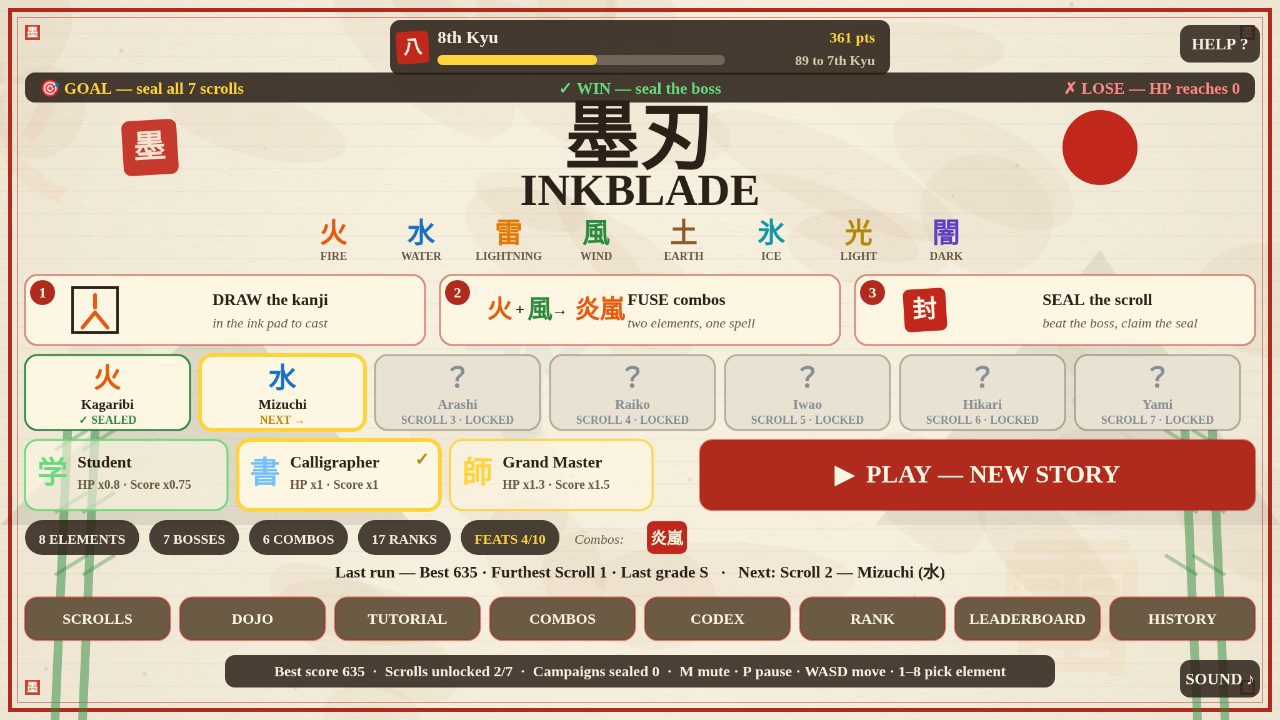 墨
八
8th Kyu
361 pts
89 to 7th Kyu
HELP ?
🎯 GOAL — seal all 7 scrolls
✓ WIN — seal the boss
✗ LOSE — HP reaches 0
墨
墨刃
INKBLADE
火 水 雷 風 土 氷 光 闇
FIRE WATER LIGHTNING WIND EARTH ICE LIGHT DARK
1
DRAW the kanji
in the ink pad to cast
2
火 + 風 → 炎嵐
FUSE combos
two elements, one spell
3
封
SEAL the scroll
beat the boss, claim the seal
火
Kagaribi
✓ SEALED
水
Mizuchi
NEXT →
?
Arashi
SCROLL 3 · LOCKED
?
Raiko
SCROLL 4 · LOCKED
?
Iwao
SCROLL 5 · LOCKED
?
Hikari
SCROLL 6 · LOCKED
?
Yami
SCROLL 7 · LOCKED
学
Student
HP x0.8 · Score x0.75
書
Calligrapher
✓
HP x1 · Score x1
師
Grand Master
HP x1.3 · Score x1.5
▶ PLAY — NEW STORY
8 ELEMENTS
7 BOSSES
6 COMBOS
17 RANKS
FEATS 4/10
Combos:
炎嵐
Last run — Best 635 · Furthest Scroll 1 · Last grade S · Next: Scroll 2 — Mizuchi (水)
SCROLLS
DOJO
TUTORIAL
COMBOS
CODEX
RANK
LEADERBOARD
HISTORY
墨
Best score 635 · Scrolls unlocked 2/7 · Campaigns sealed 0 · M mute · P pause · WASD move · 1–8 pick element
SOUND ♪